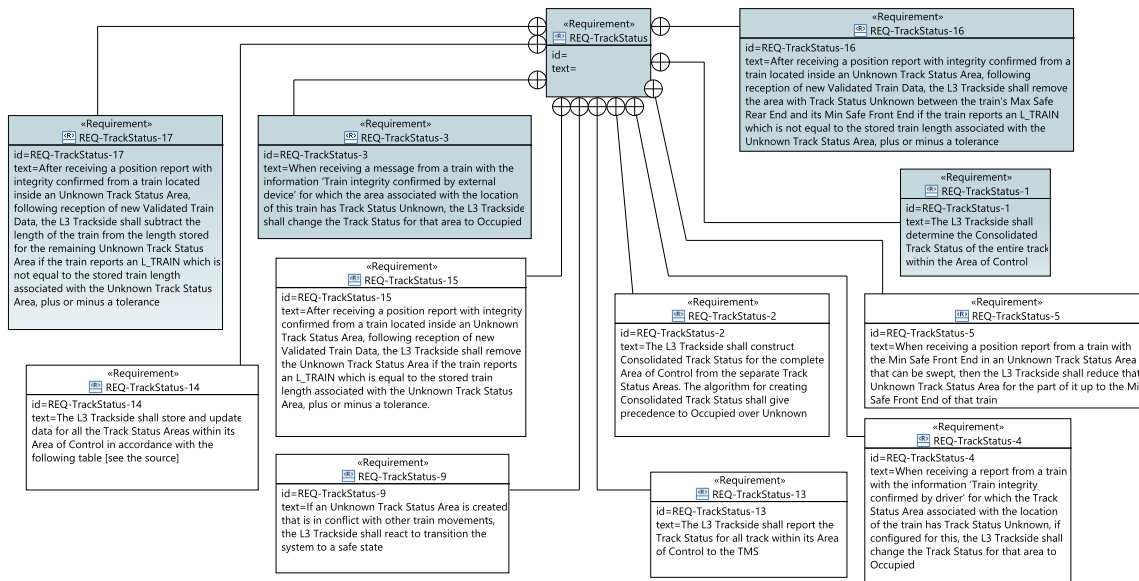 «Requirement»
REQ-TrackStatus
id=
text=
«Requirement»
REQ-TrackStatus-16
id=REQ-TrackStatus-16
text=After receiving a position report with integrity confirmed from a
train located inside an Unknown Track Status Area, following
reception of new Validated Train Data, the L3 Trackside shall remove
the area with Track Status Unknown between the train's Max Safe
Rear End and its Min Safe Front End if the train reports an L_TRAIN
which is not equal to the stored train length associated with the
Unknown Track Status Area, plus or minus a tolerance
«Requirement»
REQ-TrackStatus-17
id=REQ-TrackStatus-17
text=After receiving a position report with
integrity confirmed from a train located
inside an Unknown Track Status Area,
following reception of new Validated Train
Data, the L3 Trackside shall subtract the
length of the train from the length stored
for the remaining Unknown Track Status
Area if the train reports an L_TRAIN which is
not equal to the stored train length
associated with the Unknown Track Status
Area, plus or minus a tolerance
«Requirement»
REQ-TrackStatus-3
id=REQ-TrackStatus-3
text=When receiving a message from a train with the
information 'Train integrity confirmed by external
device' for which the area associated with the location
of this train has Track Status Unknown, the L3 Trackside
shall change the Track Status for that area to Occupied
«Requirement»
REQ-TrackStatus-1
id=REQ-TrackStatus-1
text=The L3 Trackside shall
determine the Consolidated
Track Status of the entire track
within the Area of Control
«Requirement»
REQ-TrackStatus-15
id=REQ-TrackStatus-15
text=After receiving a position report with integrity
confirmed from a train located inside an Unknown
Track Status Area, following reception of new
Validated Train Data, the L3 Trackside shall remove
the Unknown Track Status Area if the train reports
an L_TRAIN which is equal to the stored train
length associated with the Unknown Track Status
Area, plus or minus a tolerance.
«Requirement»
REQ-TrackStatus-2
id=REQ-TrackStatus-2
text=The L3 Trackside shall construct
Consolidated Track Status for the complete
Area of Control from the separate Track
Status Areas. The algorithm for creating
Consolidated Track Status shall give
precedence to Occupied over Unknown
«Requirement»
REQ-TrackStatus-5
id=REQ-TrackStatus-5
text=When receiving a position report from a train with
the Min Safe Front End in an Unknown Track Status Area
that can be swept, then the L3 Trackside shall reduce that
Unknown Track Status Area for the part of it up to the Mi
Safe Front End of that train
«Requirement»
REQ-TrackStatus-14
id=REQ-TrackStatus-14
text=The L3 Trackside shall store and update
data for all the Track Status Areas within its
Area of Control in accordance with the
following table [see the source]
«Requirement»
REQ-TrackStatus-4
id=REQ-TrackStatus-4
text=When receiving a report from a train
with the information 'Train integrity
confirmed by driver' for which the Track
Status Area associated with the location
of the train has Track Status Unknown, if
configured for this, the L3 Trackside shall
change the Track Status for that area to
Occupied
«Requirement»
REQ-TrackStatus-9
id=REQ-TrackStatus-9
text=If an Unknown Track Status Area is created
that is in conflict with other train movements,
the L3 Trackside shall react to transition the
system to a safe state
«Requirement»
REQ-TrackStatus-13
id=REQ-TrackStatus-13
text=The L3 Trackside shall report the
Track Status for all track within its Area
of Control to the TMS